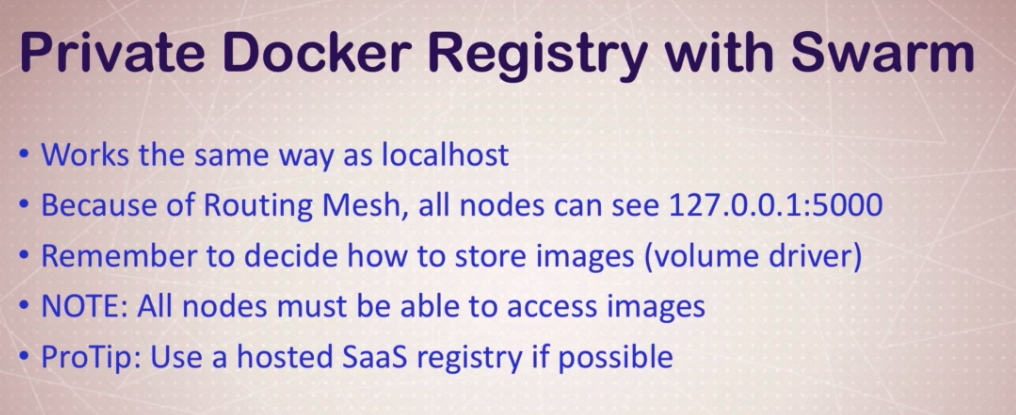 Private Docker Registry with Swarm
• Works the same way as localhost
• Because of Routing Mesh, all nodes can see 127.0.0.1:5000
• Remember to decide how to store images (volume driver)
• NOTE: All nodes must be able to access images
• ProTip: Use a hosted SaaS registry if possible